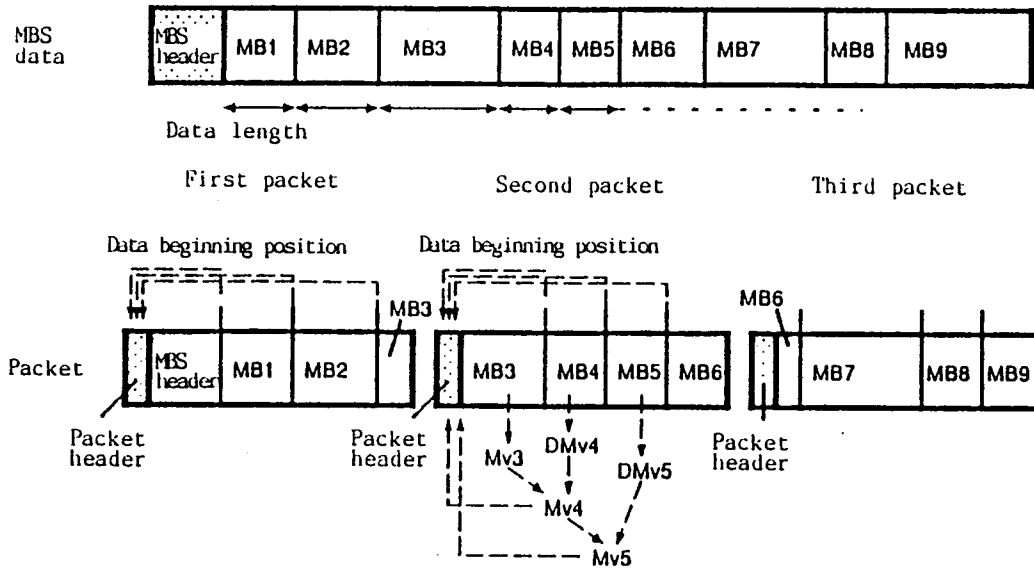 MBS data
MBS header MB1 MB2 MB3 MB4 MB5 MB6 MB7 MB8 MB9
Data length
First packet Second packet Third packet
Data beginning position Data beginning position
MB3 MB6
Packet
MBS header MB1 MB2 MB3 MB4 MB5 MB6 MB7 MB8 MB9
Packet header Packet header Packet header
Mv3 DMv4 DMv5
Mv4
Mv5